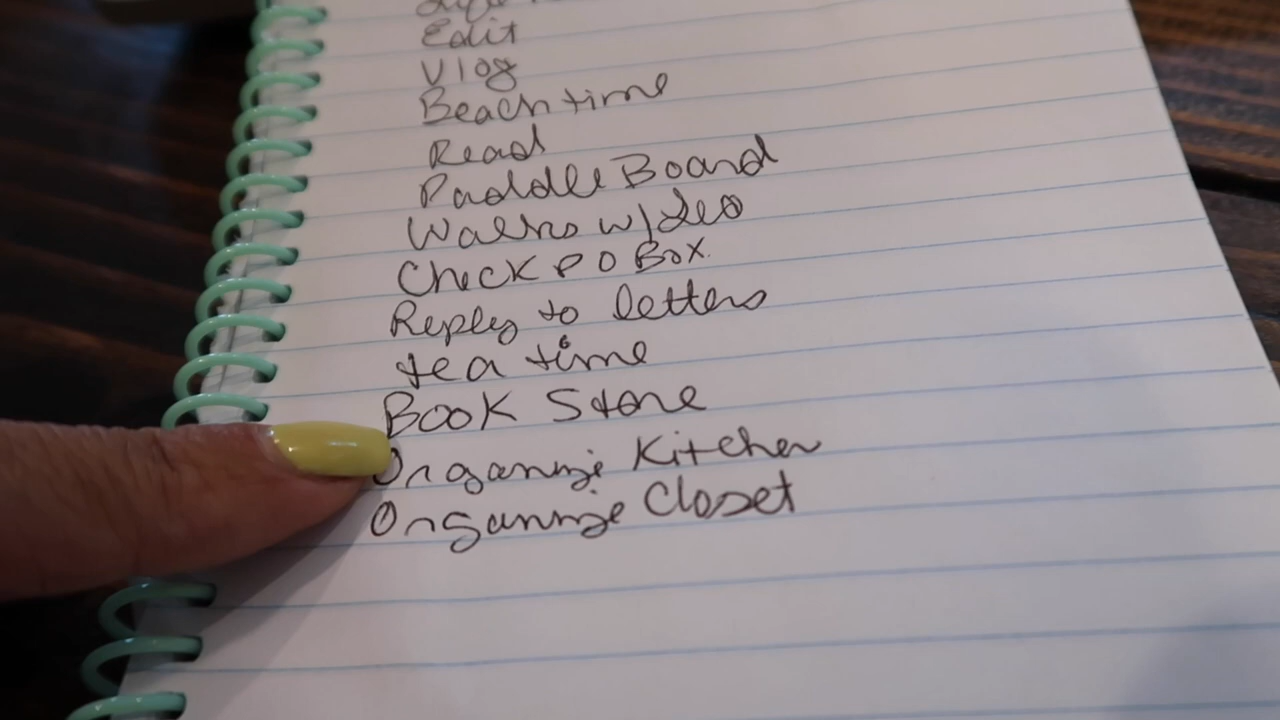 Edit
Vlog
Beach time
Read
Paddle Board
Walks w/ Leo
Check P O Box.
Reply to letters
tea time
Book Store
Organize Kitchen
Organize Closet